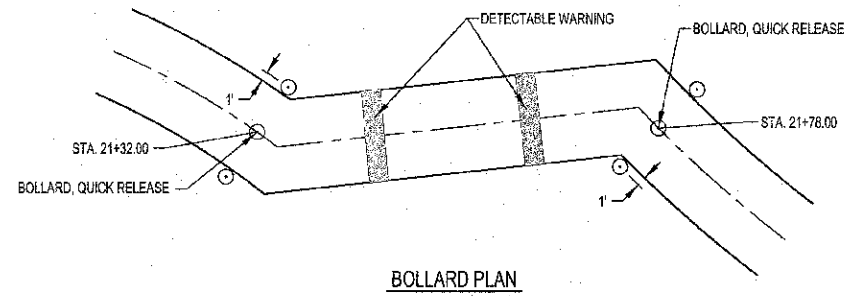 DETECTABLE WARNING
BOLLARD, QUICK RELEASE
1'
STA. 21+32.00
STA. 21+78.00
BOLLARD, QUICK RELEASE
1'
BOLLARD PLAN